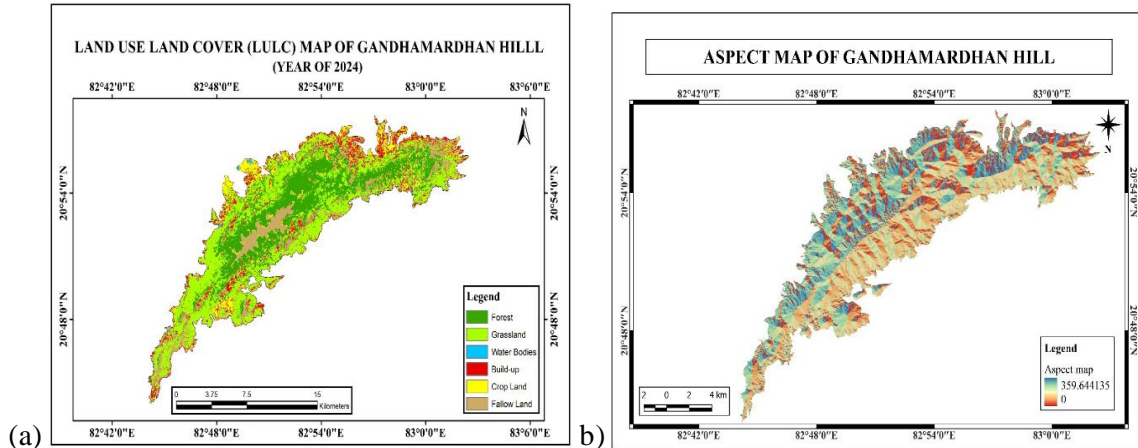 LAND USE LAND COVER (LULC) MAP OF GANDHAMARDHAN HILLL
(YEAR OF 2024)
82°42'0"E 82°48'0"E 82°54'0"E 83°0'0"E 83°6'0"E
N
20°54'0"N 20°54'0"N
20°48'0"N 20°48'0"N
Legend
Forest
Grassland
Water Bodies
Build-up
Crop Land
Fallow Land
0 3.75 7.5 15
Kilometers
82°42'0"E 82°48'0"E 82°54'0"E 83°0'0"E 83°6'0"E
(a)
ASPECT MAP OF GANDHAMARDHAN HILL
82°42'0"E 82°48'0"E 82°54'0"E 83°0'0"E
N
20°54'0"N 20°54'0"N
20°48'0"N 20°48'0"N
Legend
Aspect map
359.644135
0
2 0 2 4 km
82°42'0"E 82°48'0"E 82°54'0"E 83°0'0"E
b)